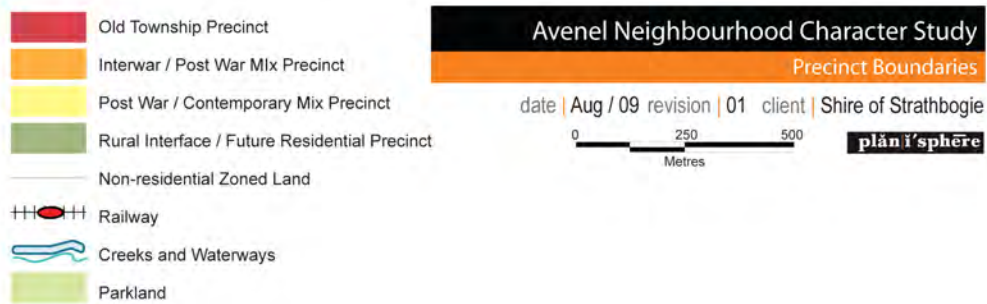 Old Township Precinct
Interwar / Post War MIx Precinct
Post War / Contemporary Mix Precinct
Rural Interface / Future Residential Precinct
Non-residential Zoned Land
Railway
Creeks and Waterways
Parkland
Avenel Neighbourhood Character Study
Precinct Boundaries
date | Aug / 09 revision | 01 client | Shire of Strathbogie
0 250 500
Metres
plăn|i′sphēre